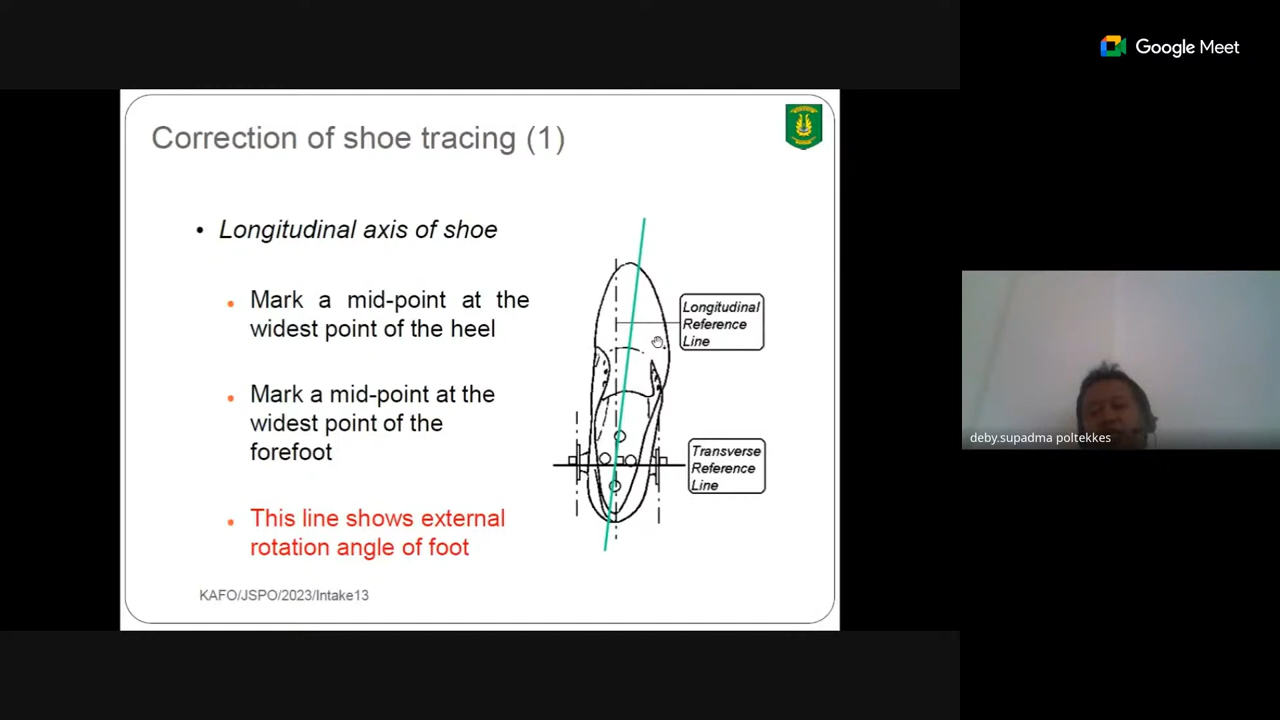 Google Meet
Correction of shoe tracing (1)
• Longitudinal axis of shoe
• Mark a mid-point at the
widest point of the heel
• Mark a mid-point at the
widest point of the
forefoot
• This line shows external
rotation angle of foot
Longitudinal
Reference
Line
Transverse
Reference
Line
KAFO/JSPO/2023/Intake13
deby.supadma poltekkes